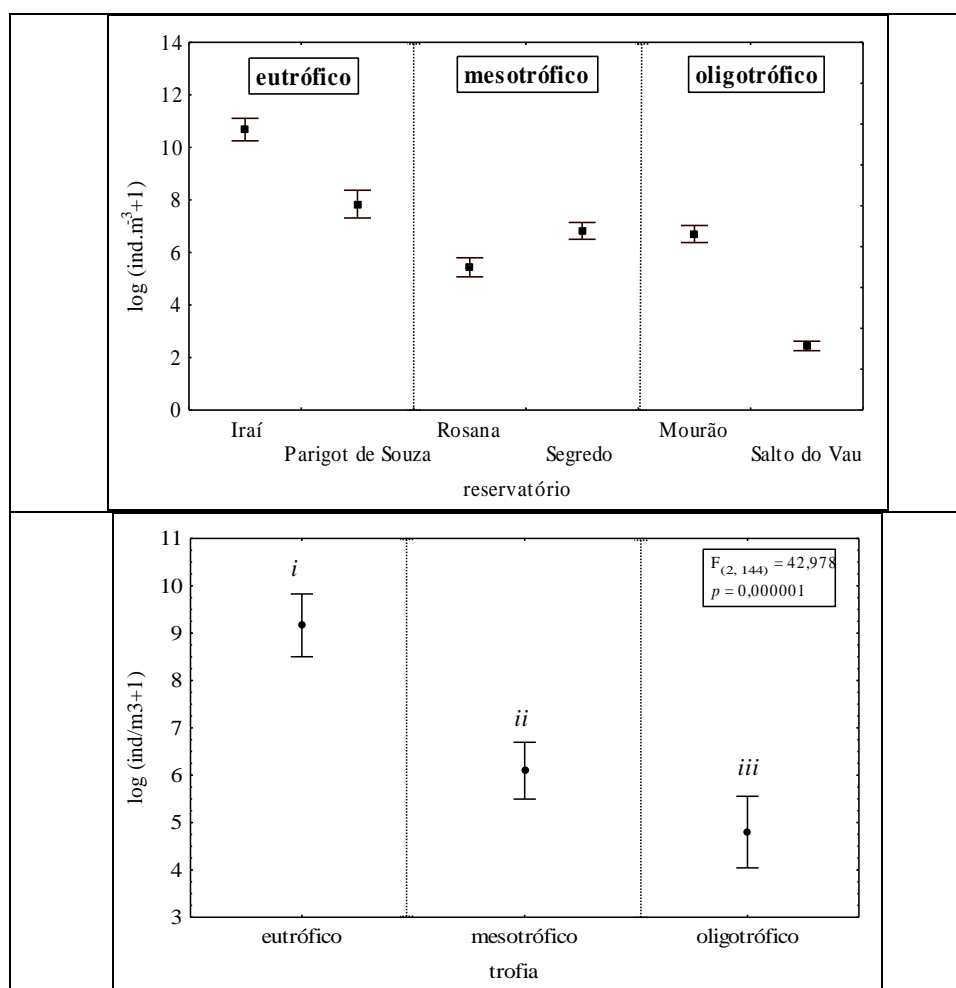 14
12
10
8
6
4
2
0
log (ind.m-3+1)
eutrófico
mesotrófico
oligotrófico
Iraí
Parigot de Souza
Rosana
Segredo
Mourão
Salto do Vau
reservatório
11
10
9
8
7
6
5
4
3
log (ind/m3+1)
i
ii
iii
F(2, 144) = 42,978
p = 0,000001
eutrófico
mesotrófico
oligotrófico
trofia